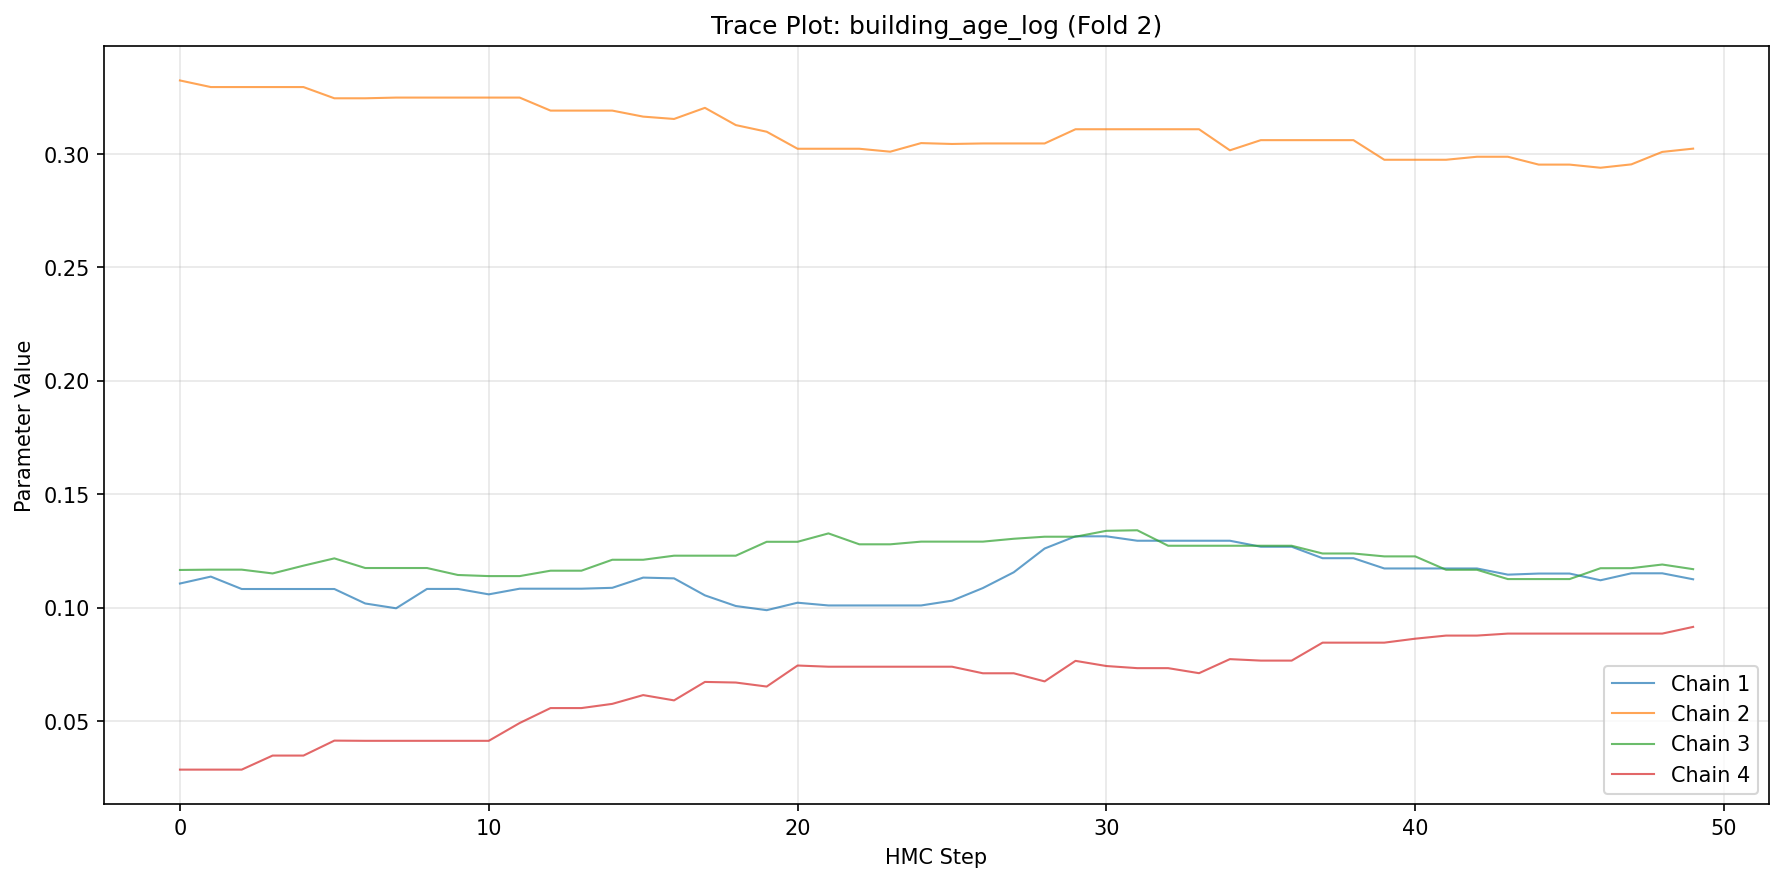 Trace Plot: building_age_log (Fold 2)
Parameter Value
0.30
0.25
0.20
0.15
0.10
0.05
0
10
20
30
40
50
HMC Step
Chain 1
Chain 2
Chain 3
Chain 4